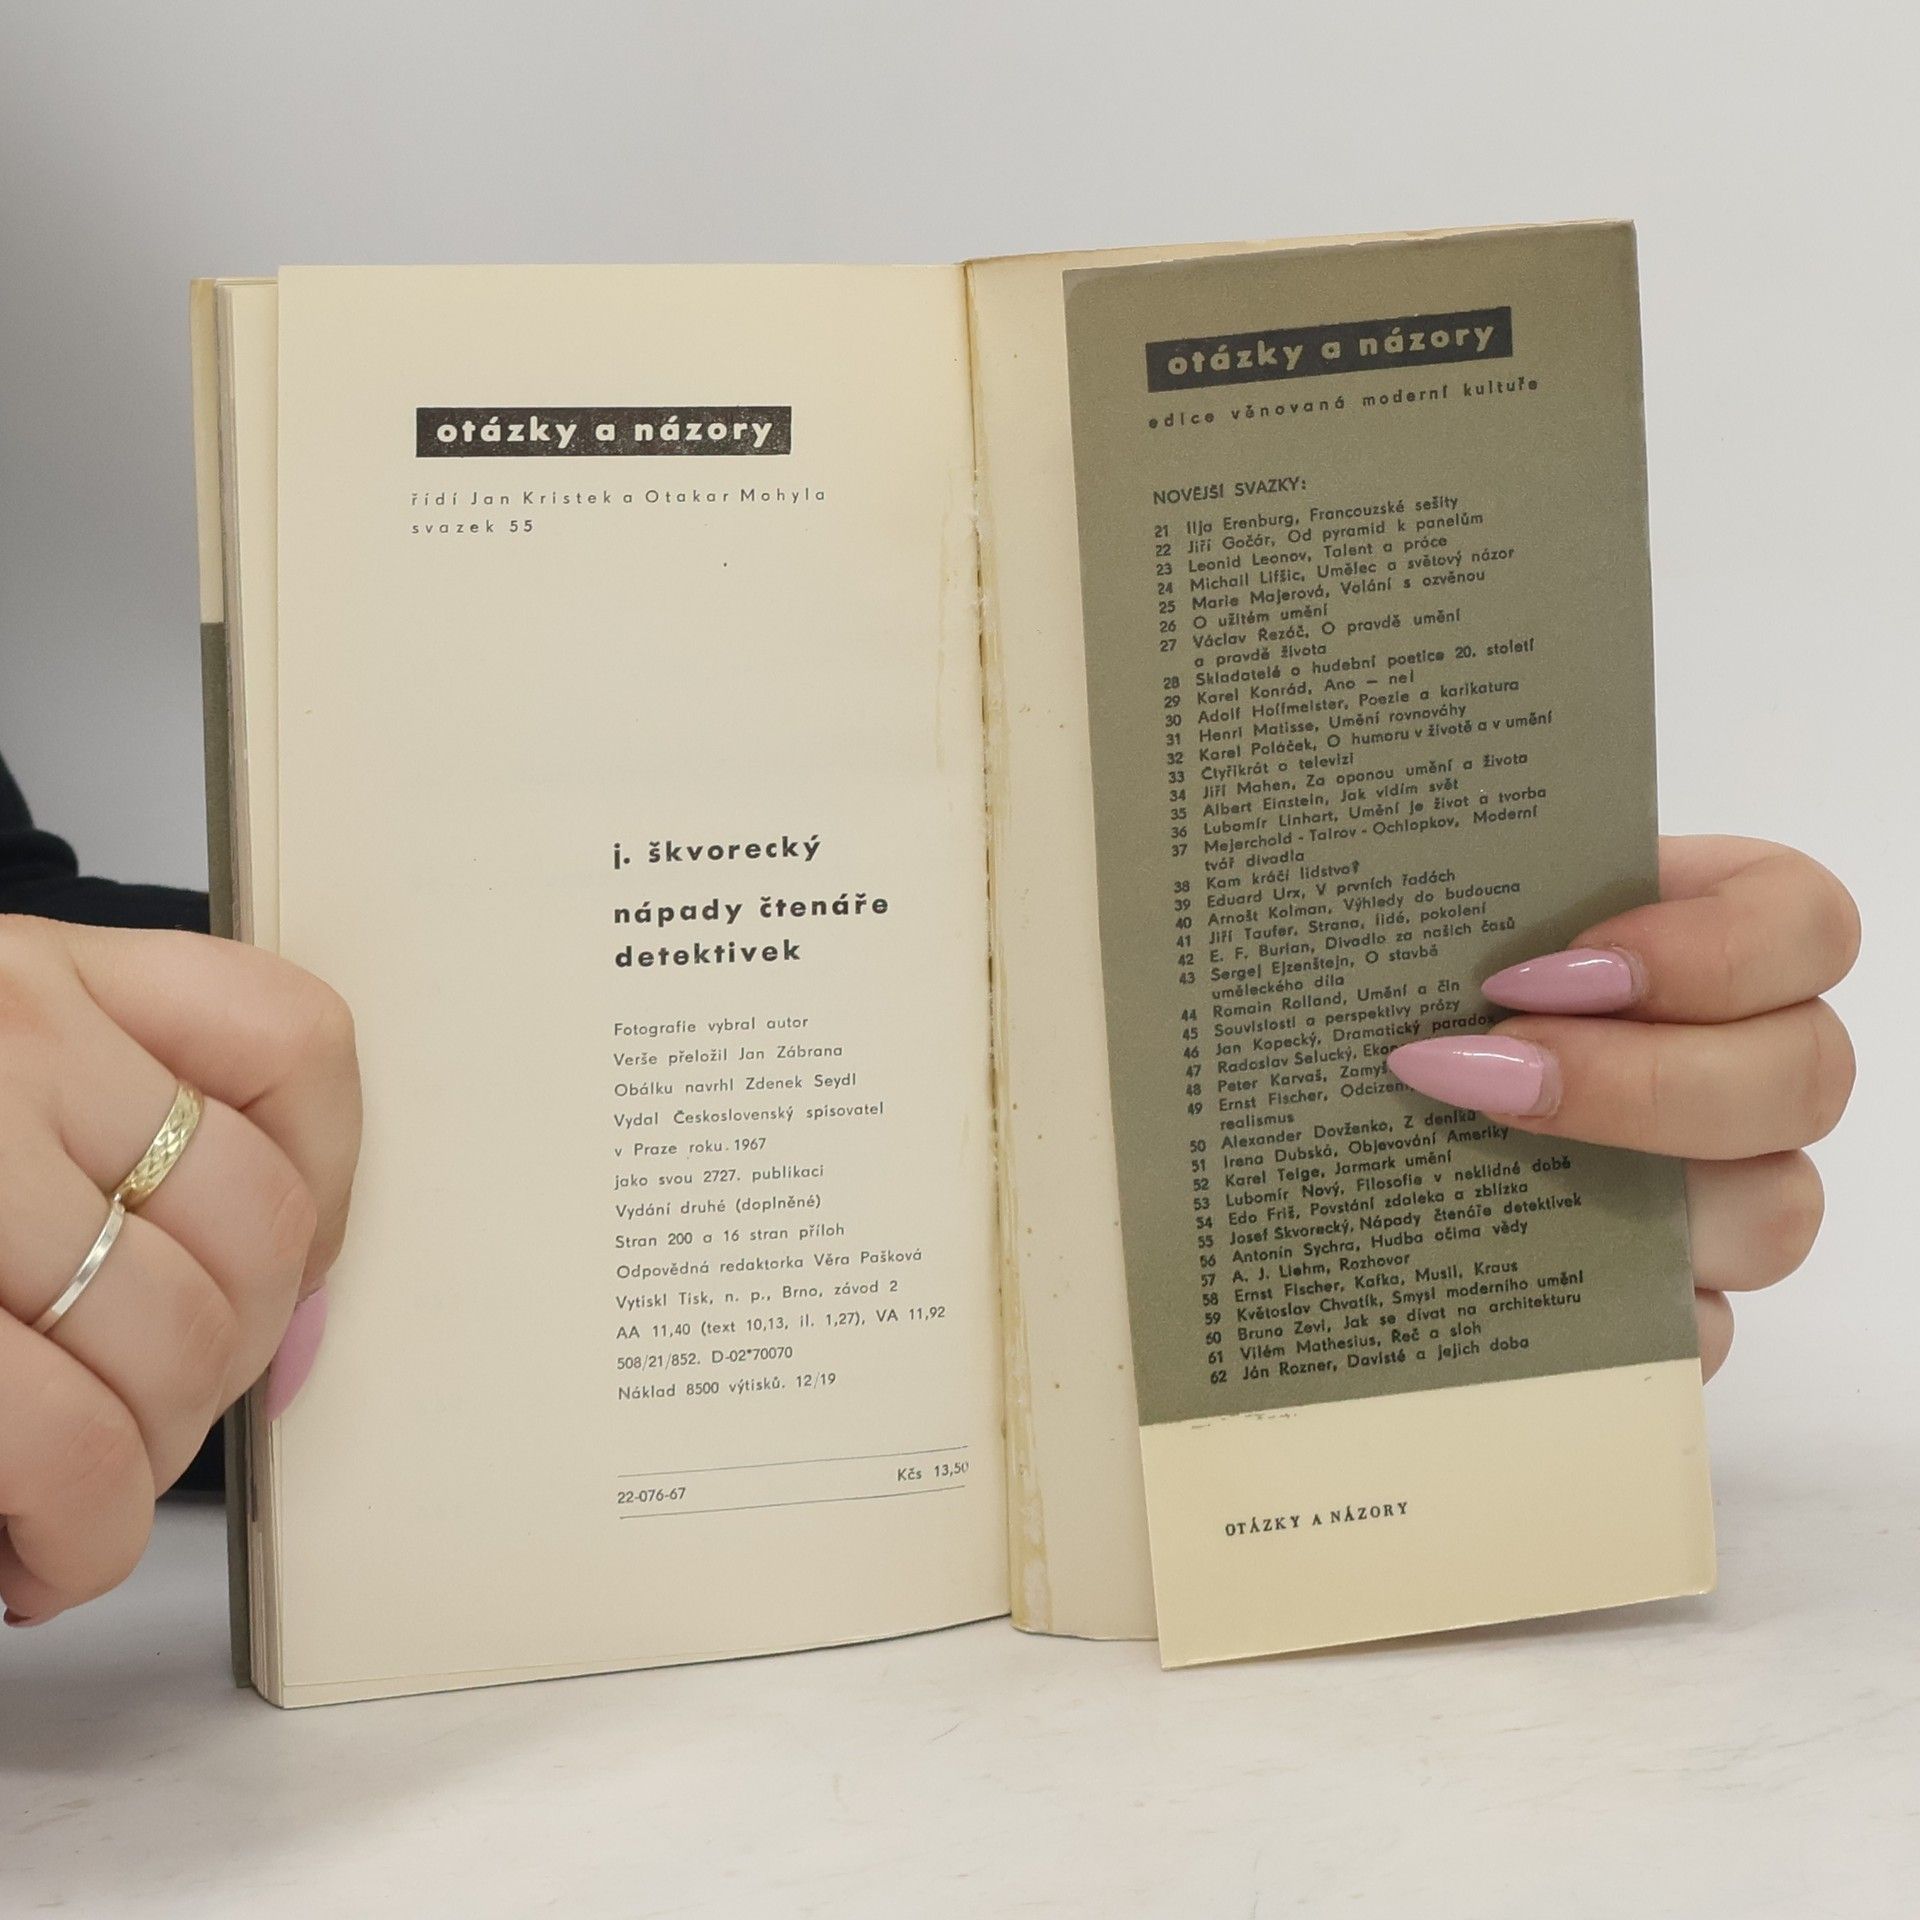 otázky a názory
řídí Jan Kristek a Otakar Mohyla
svazek 55
j. škvorecký
nápady čtenáře
detektivek
Fotografie vybral autor
Verše přeložil Jan Zábrana
Obálku navrhl Zdenek Seydl
Vydal Československý spisovatel
v Praze roku 1967
jako svou 2727. publikaci
Vydání druhé (doplněné)
Stran 200 a 16 stran příloh
Odpovědná redaktorka Věra Pašková
Vytiskl Tisk, n. p., Brno, závod 2
AA 11,40 (text 10,13, il. 1,27), VA 11,92
508/21/852. D-02*70070
Náklad 8500 výtisků. 12/19
22-076-67 Kčs 13,50
otázky a názory
edice věnovaná moderní kultuře
NOVĚJŠÍ SVAZKY:
21 Ilja Erenburg, Francouzské sešity
22 Jiří Gočár, Od pyramid k panelům
23 Leonid Leonov, Talent a práce
24 Michail Lifšic, Umělec a světový názor
25 Marie Majerová, Volání s ozvěnou
26 O užitém umění
27 Václav Řezáč, O pravdě umění
a pravdě života
28 Skladatelé o hudební poetice 20. století
29 Karel Konrád, Ano – ne!
30 Adolf Hoffmeister, Poezie a karikatura
31 Henri Matisse, Umění rovnováhy
32 Karel Poláček, O humoru v životě a v umění
33 Čtyřikrát o televizi
34 Jiří Mahen, Za oponou umění a života
35 Albert Einstein, Jak vidím svět
36 Lubomír Linhart, Umění je život a tvorba
37 Mejerchold - Tairov - Ochlopkov, Moderní
tvář divadla
38 Kam kráčí lidstvo?
39 Eduard Urx, V prvních řadách
40 Arnošt Kolman, Výhledy do budoucna
41 Jiří Taufer, Strana, lidé, pokolení
42 E. F. Burian, Divadlo za našich časů
43 Sergej Ejzenštejn, O stavbě
uměleckého díla
44 Romain Rolland, Umění a čin
45 Souvislosti a perspektivy prózy
46 Jan Kopecký, Dramatický paradox
47 Radoslav Selucký,
48 Peter Karvaš,
49 Ernst Fischer,
realismus
50 Alexander Dovženko, Z deníků
51 Irena Dubská, Objevování Ameriky
52 Karel Teige, Jarmark umění
53 Lubomír Nový, Filosofie v neklidné době
54 Edo Friš, Povstání zdaleka a zblízka
55 Josef Škvorecký, Nápady čtenáře detektivek
56 Antonín Sychra, Hudba očima vědy
57 A. J. Liehm, Rozhovor
58 Ernst Fischer, Kafka, Musil, Kraus
59 Květoslav Chvatík, Smysl moderního umění
60 Bruno Zevi, Jak se dívat na architekturu
61 Vilém Mathesius, Řeč a sloh
62 Ján Rozner, Davisté a jejich doba
OTÁZKY A NÁZORY